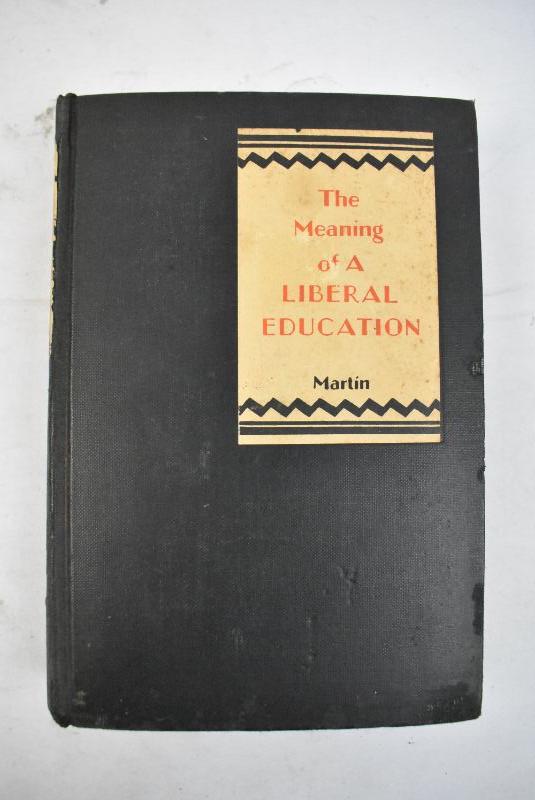 The
Meaning
of A
LIBERAL
EDUCATION
Martin